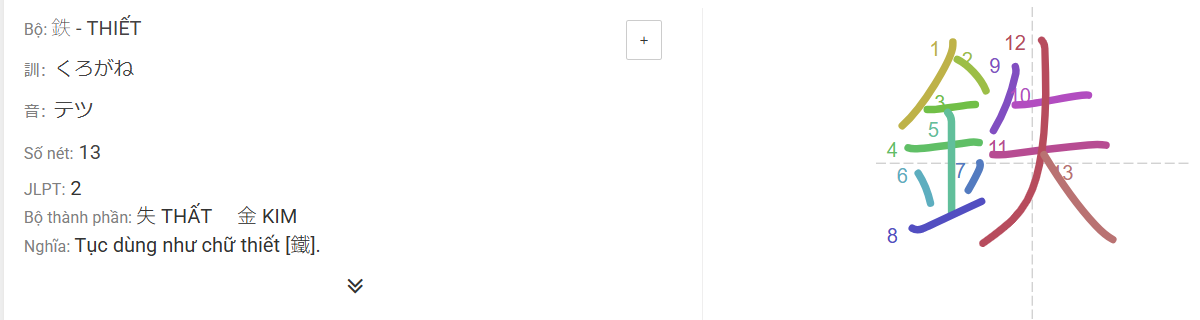 Bộ: 鉄 - THIẾT
+
訓: くろがね
音: テツ
Số nét: 13
JLPT: 2
Bộ thành phần: 失 THẤT 金 KIM
Nghĩa: Tục dùng như chữ thiết [鐵].
鉄
1
2
3
4
5
6
7
8
9
10
11
12
13